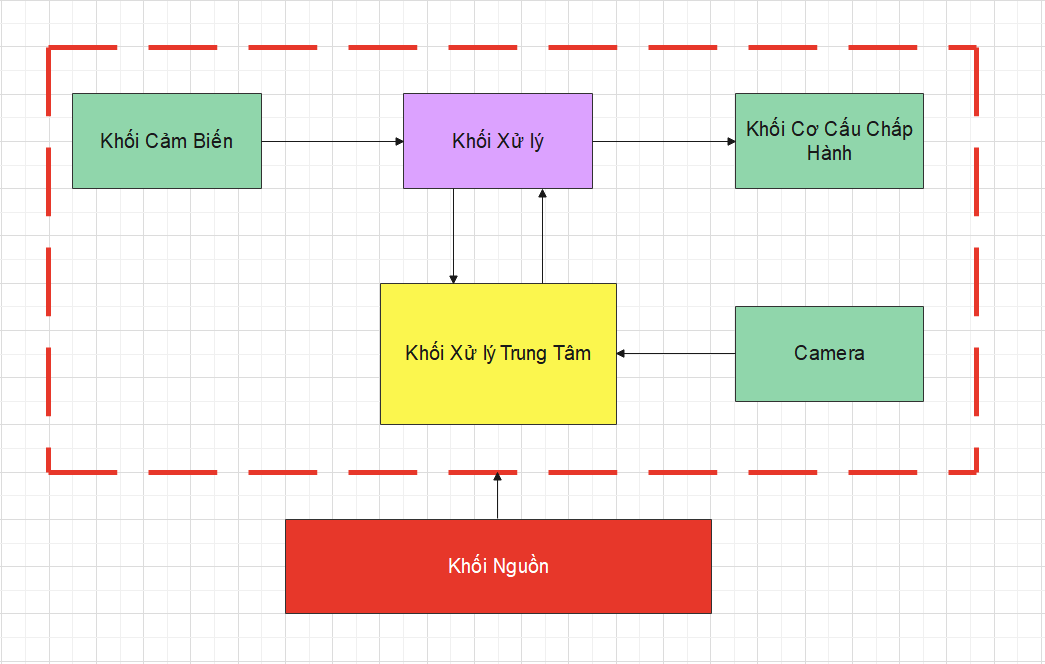 Khối Cảm Biến
Khối Xử lý
Khối Cơ Cấu Chấp
Hành
Khối Xử lý Trung Tâm
Camera
Khối Nguồn